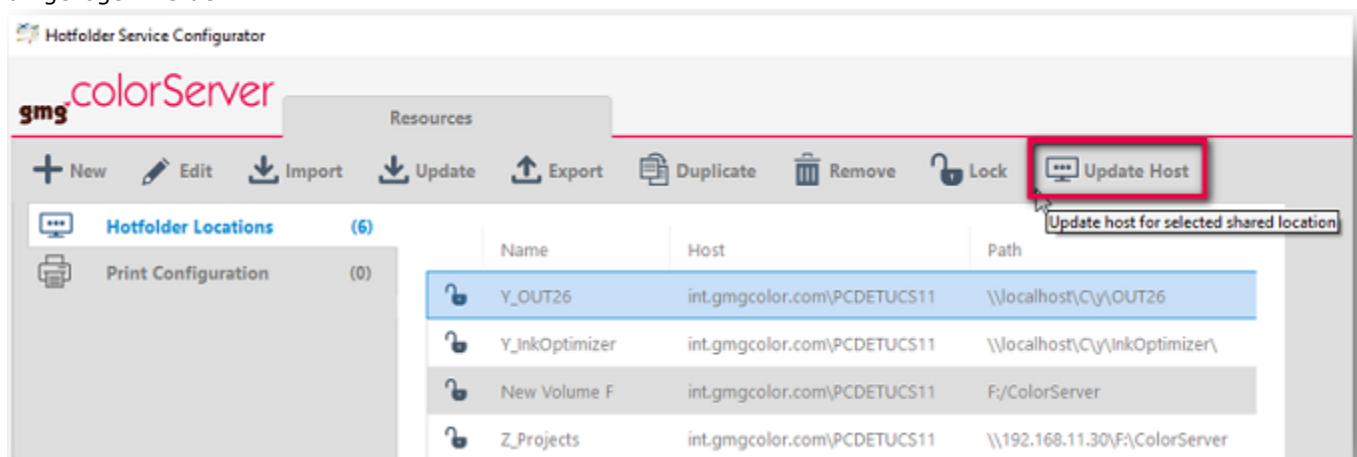 Hotfolder Service Configurator
gmg colorServer
Resources
New Edit Import Update Export Duplicate Remove Lock Update Host
Update host for selected shared location
Hotfolder Locations (6)
Print Configuration (0)
Name Host Path
Y_OUT26 int.gmgcolor.com\PCDETUCS11 \\localhost\C\y\OUT26
Y_InkOptimizer int.gmgcolor.com\PCDETUCS11 \\localhost\C\y\InkOptimizer\
New Volume F int.gmgcolor.com\PCDETUCS11 F:/ColorServer
Z_Projects int.gmgcolor.com\PCDETUCS11 \\192.168.11.30\F:\ColorServer